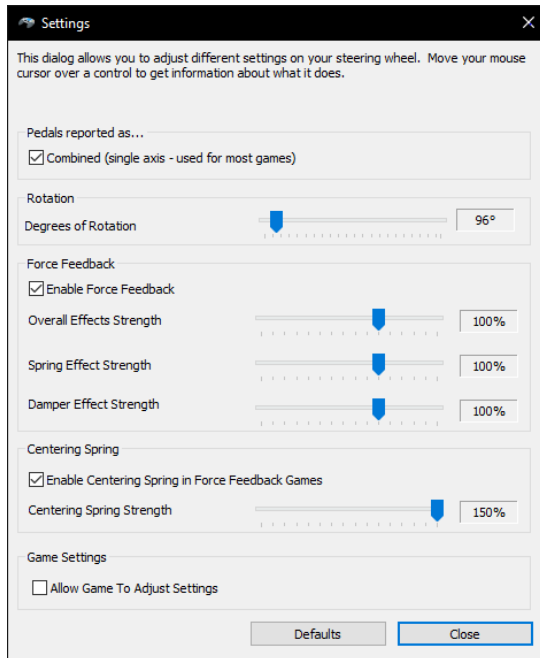 Settings
This dialog allows you to adjust different settings on your steering wheel. Move your mouse
cursor over a control to get information about what it does.
Pedals reported as...
Combined (single axis - used for most games)
Rotation
Degrees of Rotation
96°
Force Feedback
Enable Force Feedback
Overall Effects Strength
100%
Spring Effect Strength
100%
Damper Effect Strength
100%
Centering Spring
Enable Centering Spring in Force Feedback Games
Centering Spring Strength
150%
Game Settings
Allow Game To Adjust Settings
Defaults
Close